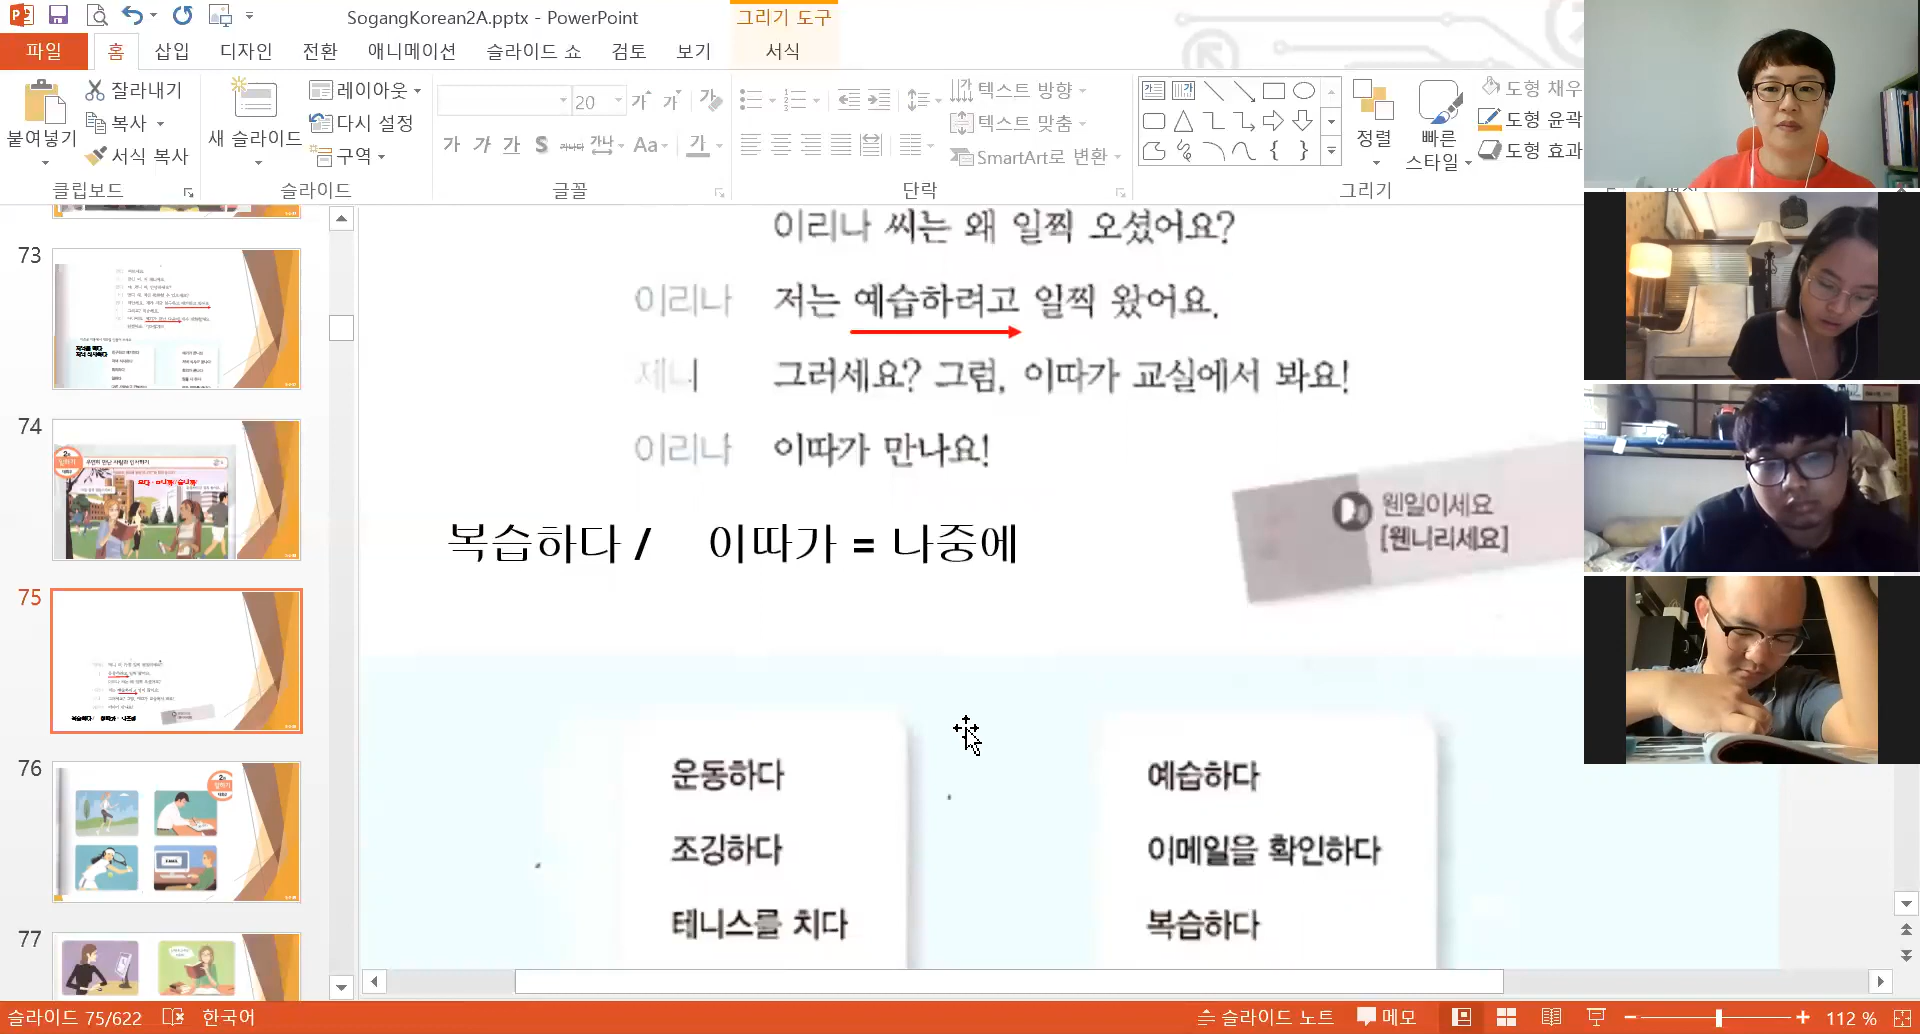 SogangKorean2A.pptx - PowerPoint
그리기 도구
파일
홈
삽입
디자인
전환
애니메이션
슬라이드 쇼
검토
보기
서식
붙여넣기
잘라내기
복사
서식 복사
클립보드
새 슬라이드
레이아웃
다시 설정
구역
슬라이드
20
가 가 가 S 가나다 간 Aa 가
글꼴
텍스트 방향
텍스트 맞춤
SmartArt로 변환
단락
정렬
빠른 스타일
도형 채우
도형 윤곽
도형 효과
그리기
73
74
75
76
77
이리나 씨는 왜 일찍 오셨어요?
이리나 저는 예습하려고 일찍 왔어요.
제니 그러세요? 그럼, 이따가 교실에서 봐요!
이리나 이따가 만나요!
복습하다 / 이따가 = 나중에
웬일이세요
[웬니리세요]
운동하다
조깅하다
테니스를 치다
예습하다
이메일을 확인하다
복습하다
슬라이드 75/622
한국어
슬라이드 노트
메모
112 %